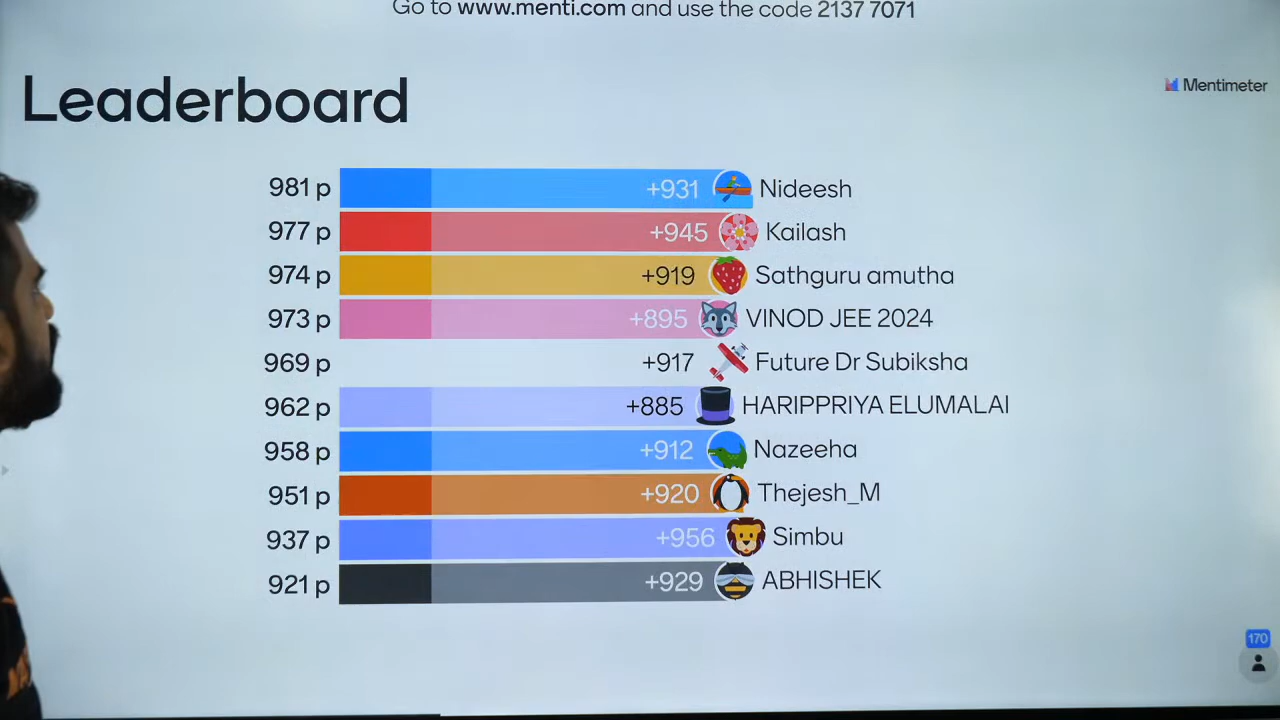 Go to www.menti.com and use the code 2137 7071
Leaderboard
Mentimeter
981 p +931 Nideesh
977 p +945 Kailash
974 p +919 Sathguru amutha
973 p +895 VINOD JEE 2024
969 p +917 Future Dr Subiksha
962 p +885 HARIPPRIYA ELUMALAI
958 p +912 Nazeeha
951 p +920 Thejesh_M
937 p +956 Simbu
921 p +929 ABHISHEK
170